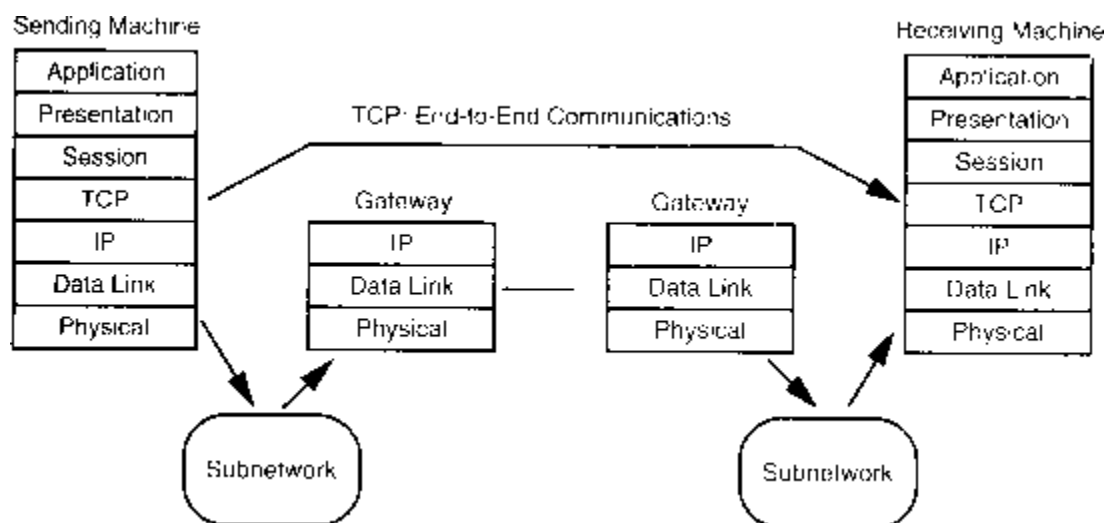 Sending Machine
Receiving Machine
Application
Presentation
Session
TCP
IP
Data Link
Physical
TCP: End-to-End Communications
Gateway
IP
Data Link
Physical
Gateway
IP
Data Link
Physical
Application
Presentation
Session
TCP
IP
Data Link
Physical
Subnetwork
Subnetwork